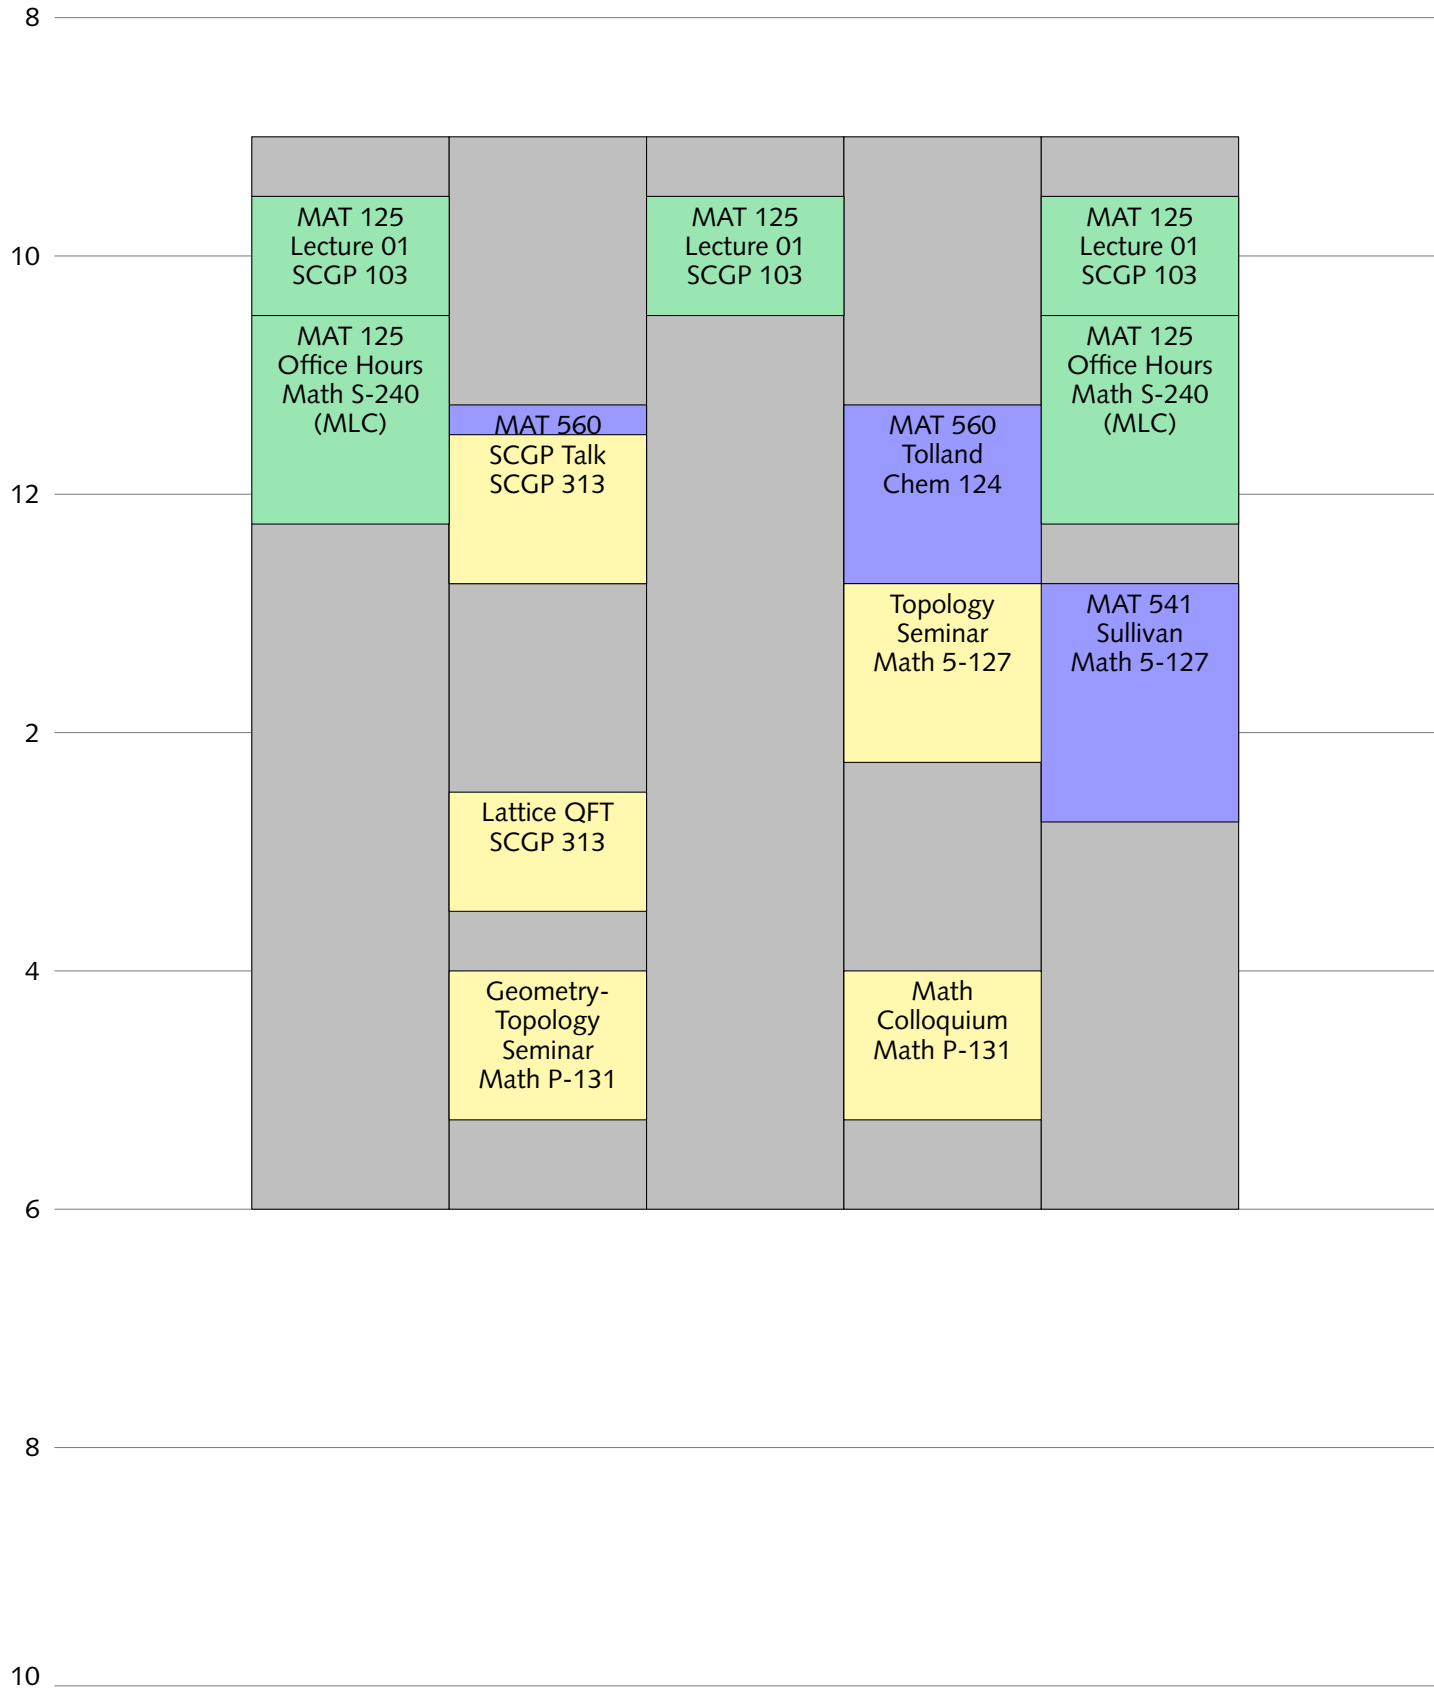 8
10
12
2
4
6
8
10
MAT 125
Lecture 01
SCGP 103
MAT 125
Office Hours
Math S-240
(MLC)
MAT 560
SCGP Talk
SCGP 313
Lattice QFT
SCGP 313
Geometry-
Topology
Seminar
Math P-131
MAT 125
Lecture 01
SCGP 103
MAT 560
Tolland
Chem 124
Topology
Seminar
Math 5-127
Math
Colloquium
Math P-131
MAT 125
Lecture 01
SCGP 103
MAT 125
Office Hours
Math S-240
(MLC)
MAT 541
Sullivan
Math 5-127